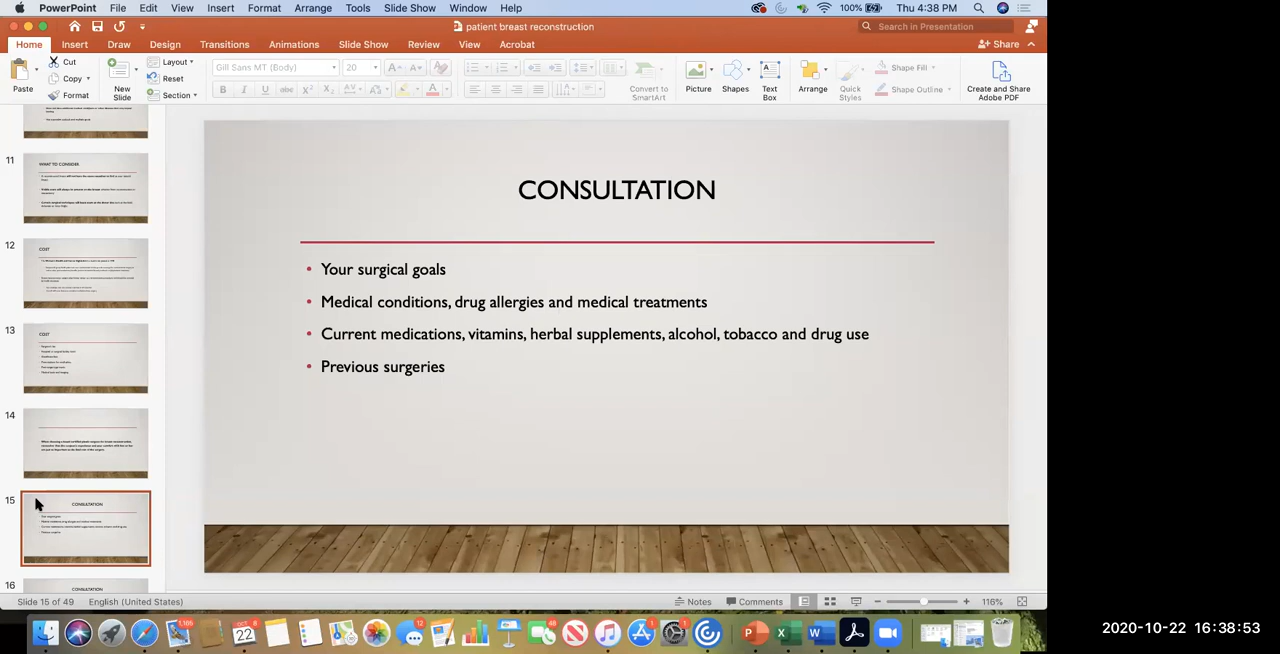 PowerPoint File Edit View Insert Format Arrange Tools Slide Show Window Help 100% Thu 4:38 PM
patient breast reconstruction Search in Presentation
Home Insert Draw Design Transitions Animations Slide Show Review View Acrobat Share
Paste Cut Copy Format New Slide Layout Reset Section Gill Sans MT (Body) 20 Convert to SmartArt Picture Shapes Text Box Arrange Quick Styles Shape Fill Shape Outline Create and Share Adobe PDF
11
WHAT TO CONSIDER
12
COST
13
COST
14
15
CONSULTATION
16
CONSULTATION
CONSULTATION
• Your surgical goals
• Medical conditions, drug allergies and medical treatments
• Current medications, vitamins, herbal supplements, alcohol, tobacco and drug use
• Previous surgeries
Slide 15 of 49 English (United States) Notes Comments 116%
OCT
22
2020-10-22 16:38:53